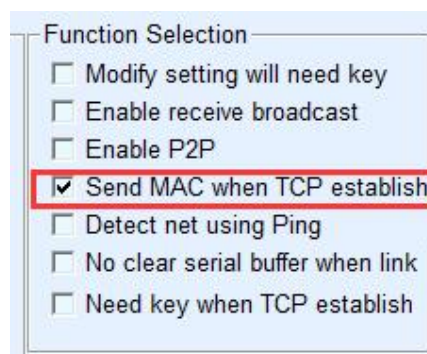 Function Selection
Modify setting will need key
Enable receive broadcast
Enable P2P
Send MAC when TCP establish
Detect net using Ping
No clear serial buffer when link
Need key when TCP establish